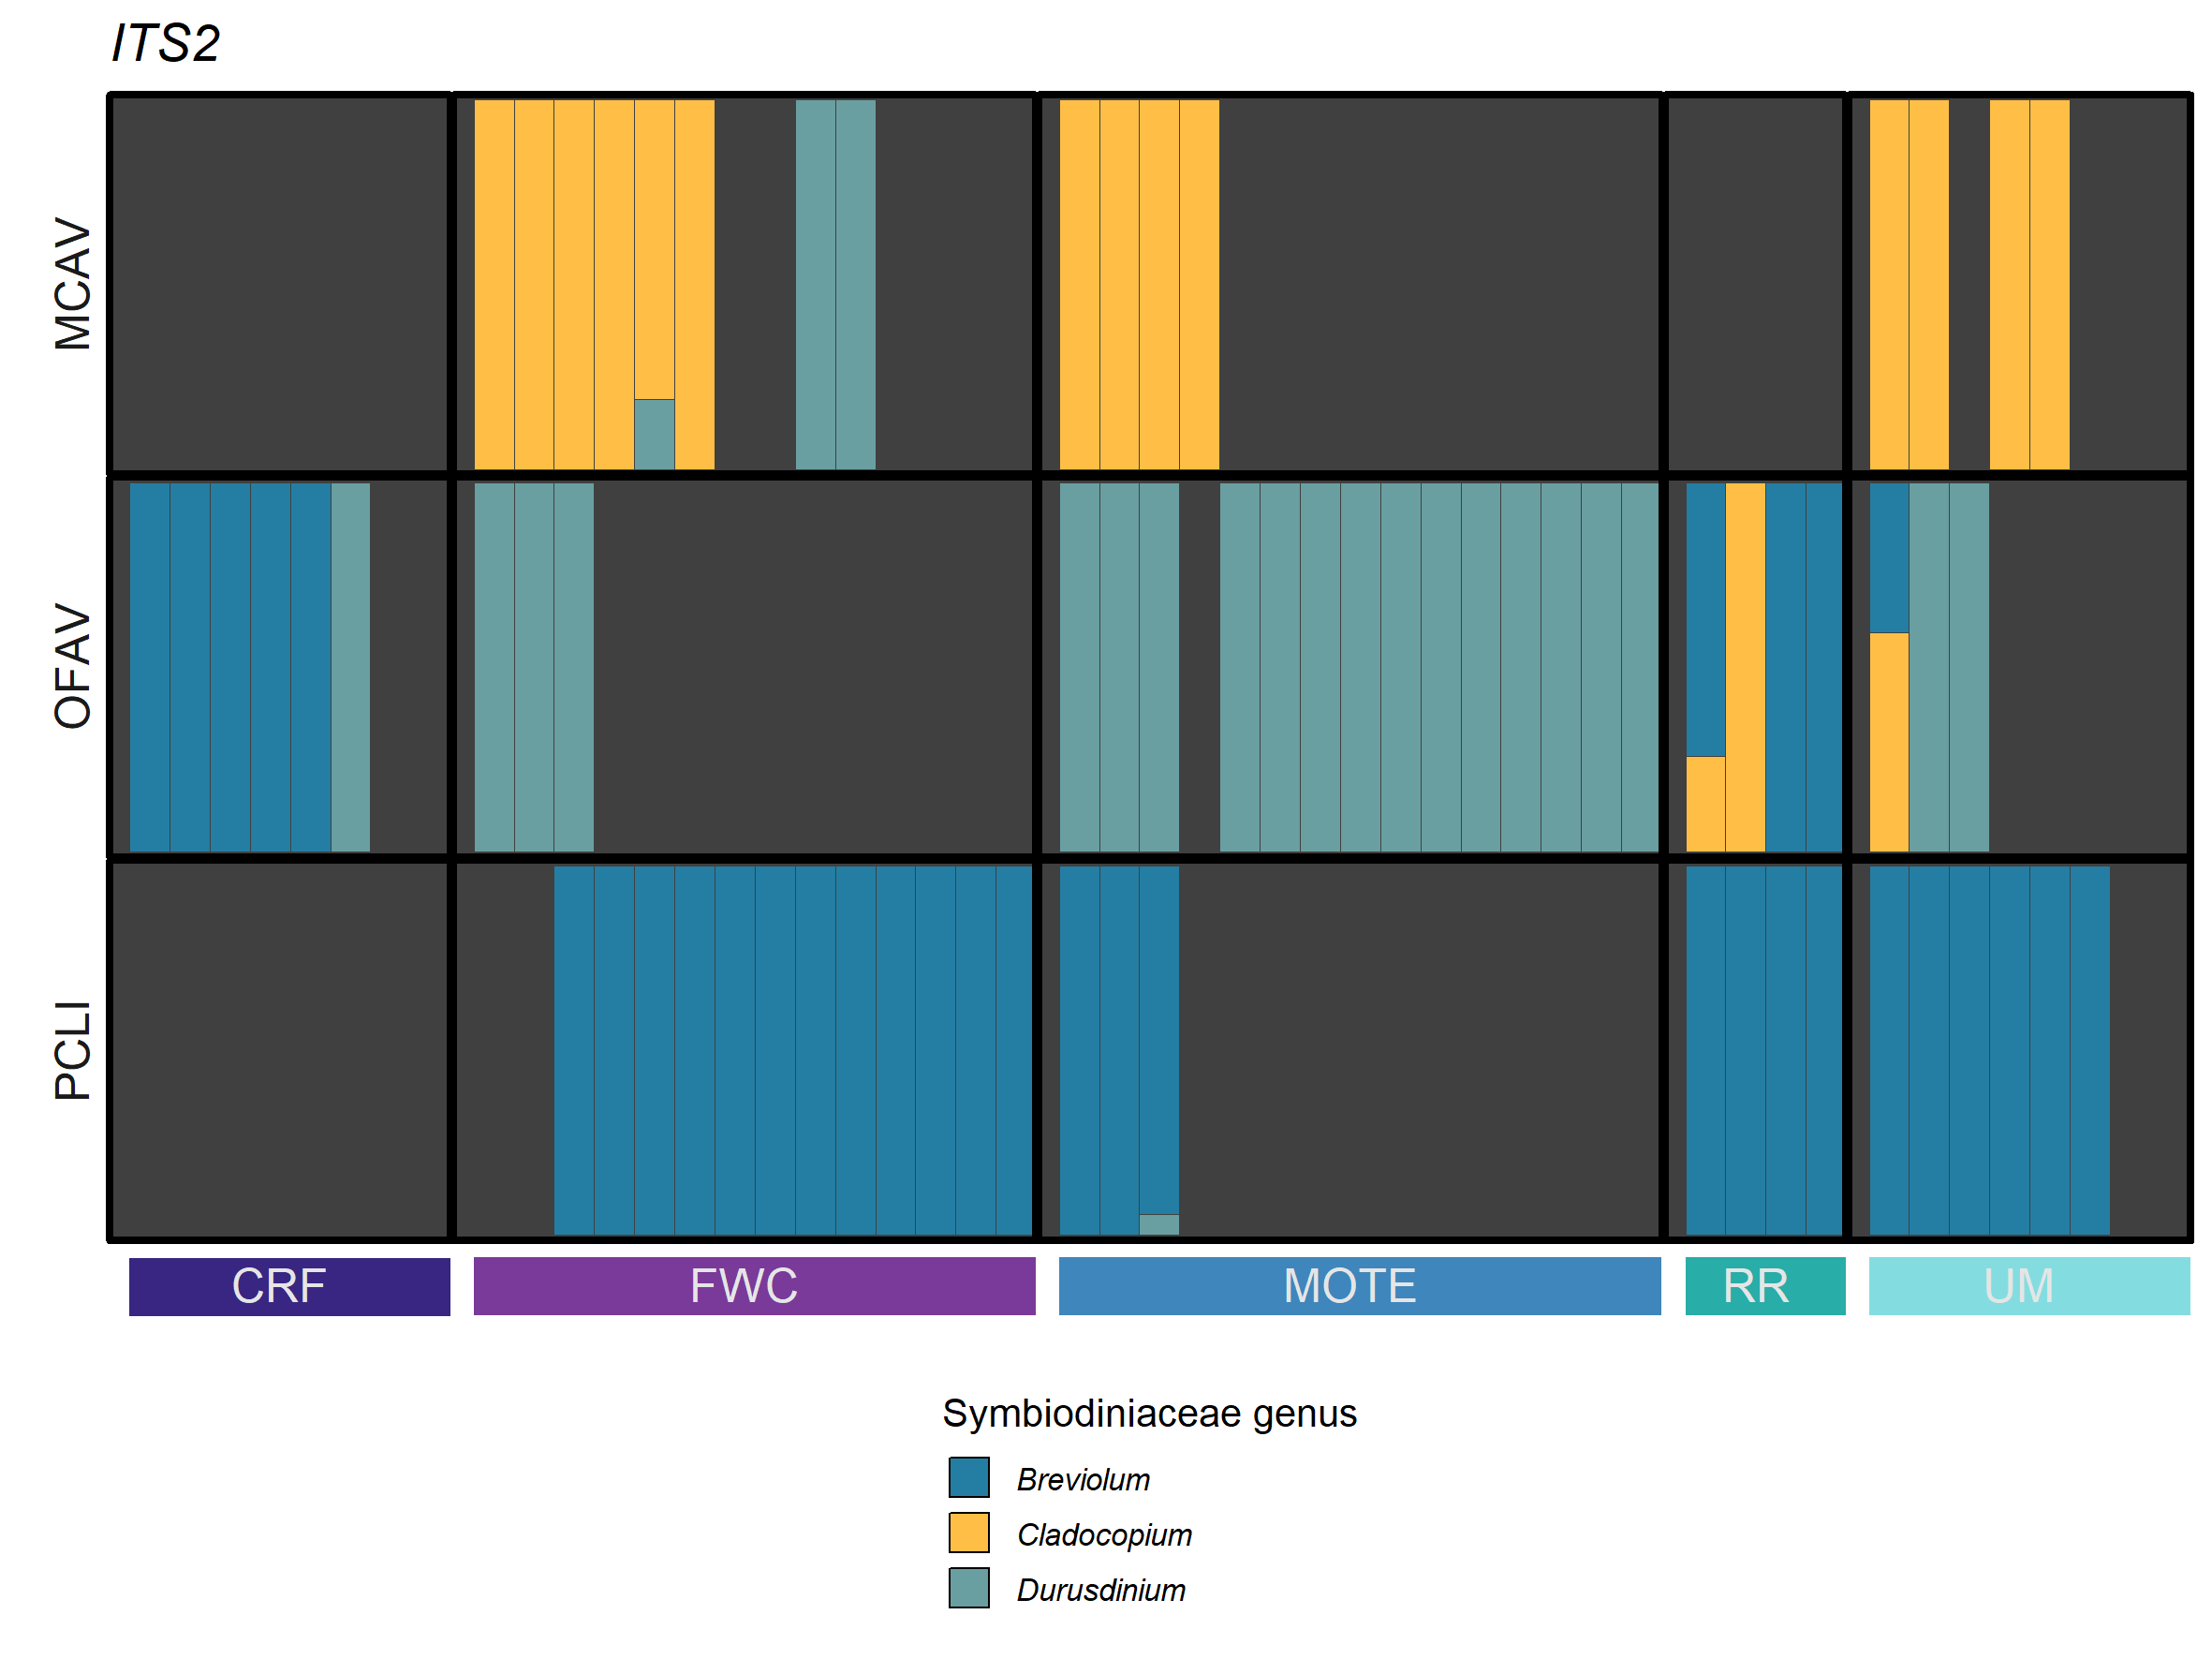 ITS2
MCAV
OFAV
PCLI
CRF FWC MOTE RR UM
Symbiodiniaceae genus
Breviolum
Cladocopium
Durusdinium